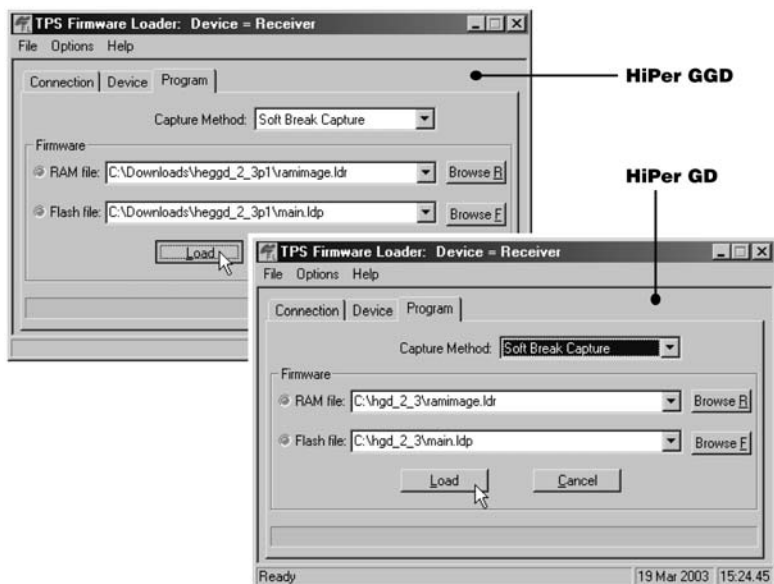 TPS Firmware Loader: Device = Receiver
File Options Help
Connection Device Program
Capture Method: Soft Break Capture
Firmware
RAM file: C:\Downloads\heggd_2_3p1\ramimage.ldr Browse R
Flash file: C:\Downloads\heggd_2_3p1\main.ldp Browse F
Load
HiPer GGD
HiPer GD
TPS Firmware Loader: Device = Receiver
File Options Help
Connection Device Program
Capture Method: Soft Break Capture
Firmware
RAM file: C:\hgd_2_3\ramimage.ldr Browse R
Flash file: C:\hgd_2_3\main.ldp Browse F
Load Cancel
Ready 19 Mar 2003 15:24.45